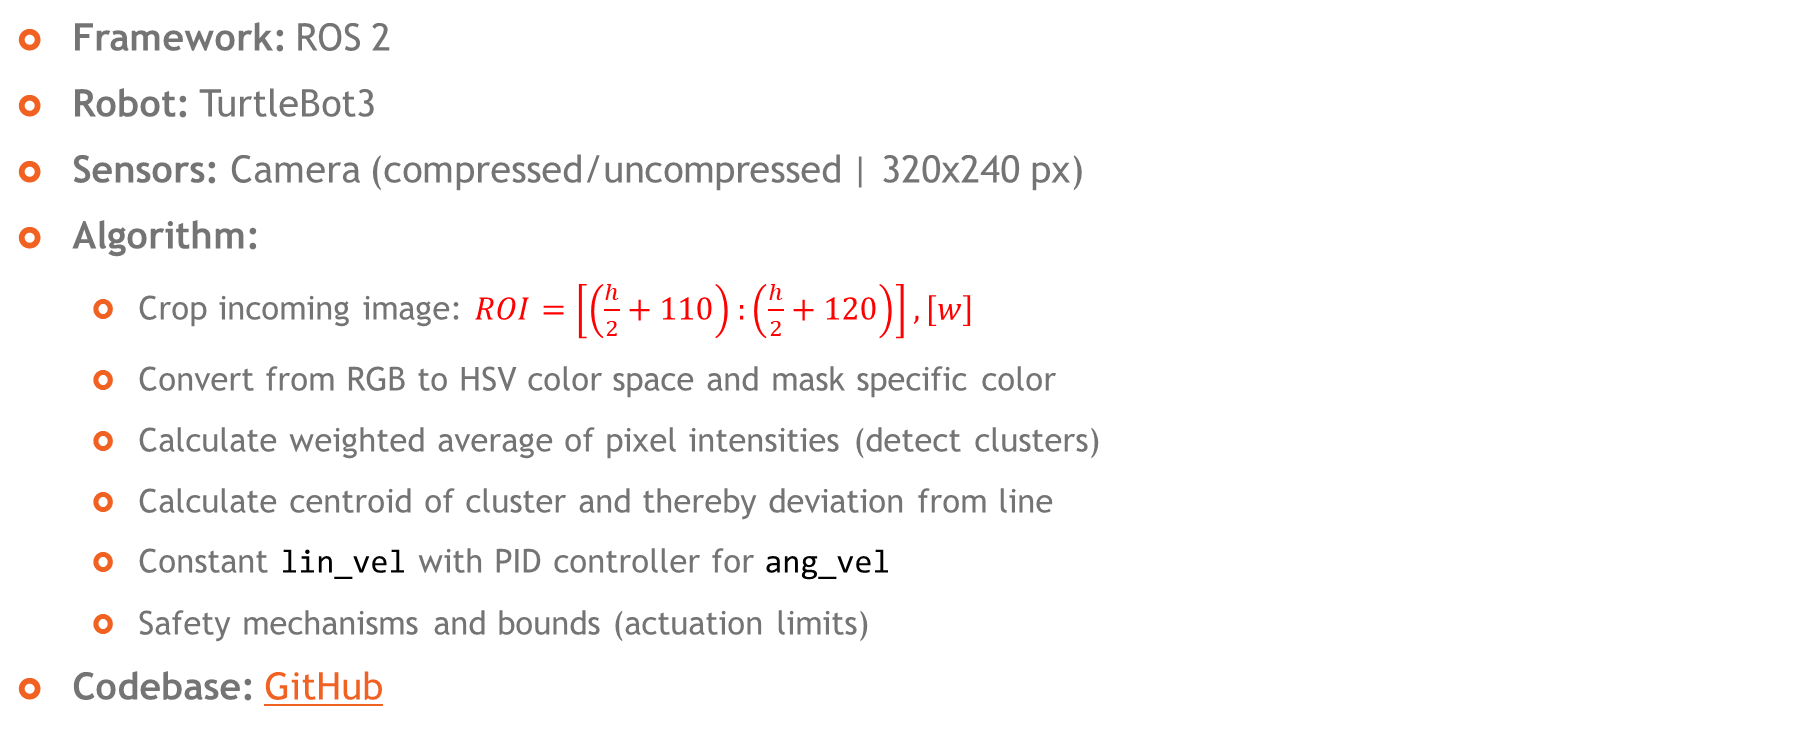 Framework: ROS 2
Robot: TurtleBot3
Sensors: Camera (compressed/uncompressed | 320x240 px)
Algorithm:
Crop incoming image: ROI = [(h/2 + 110) : (h/2 + 120)], [w]
Convert from RGB to HSV color space and mask specific color
Calculate weighted average of pixel intensities (detect clusters)
Calculate centroid of cluster and thereby deviation from line
Constant lin_vel with PID controller for ang_vel
Safety mechanisms and bounds (actuation limits)
Codebase: GitHub